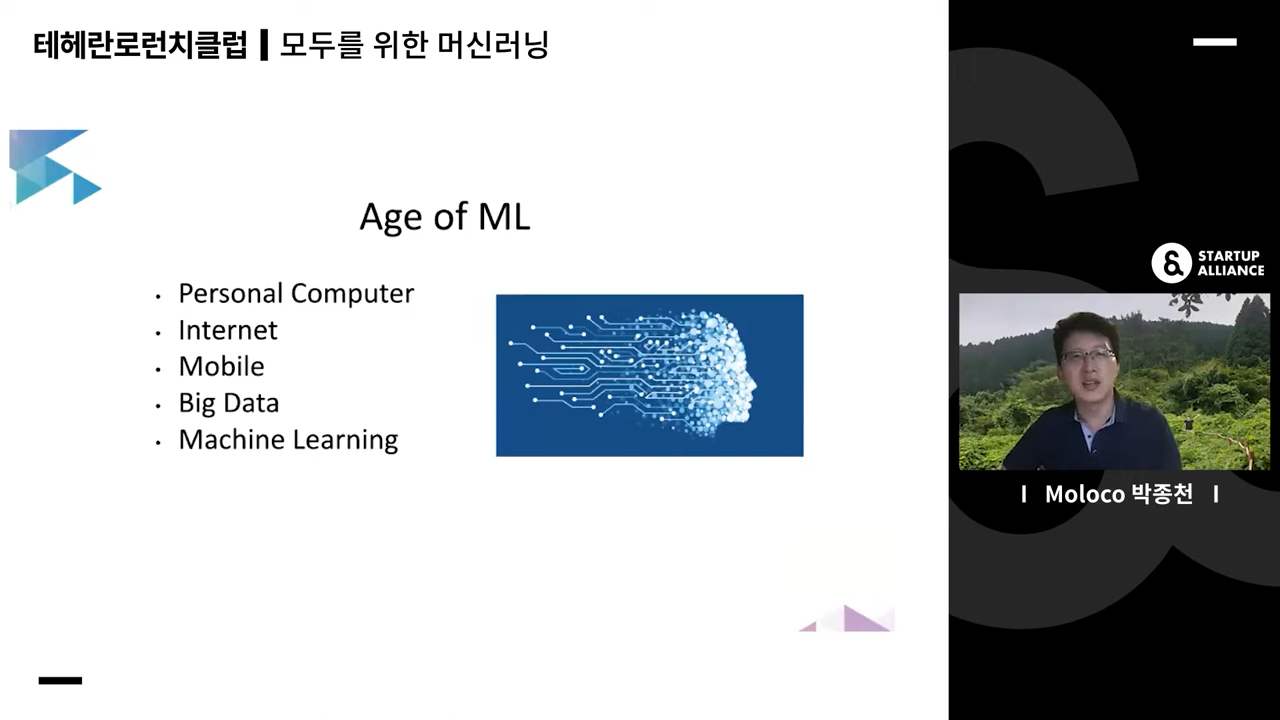 테헤란로런치클럽 | 모두를 위한 머신러닝
Age of ML
• Personal Computer
• Internet
• Mobile
• Big Data
• Machine Learning
STARTUP
ALLIANCE
| Moloco 박종천 |